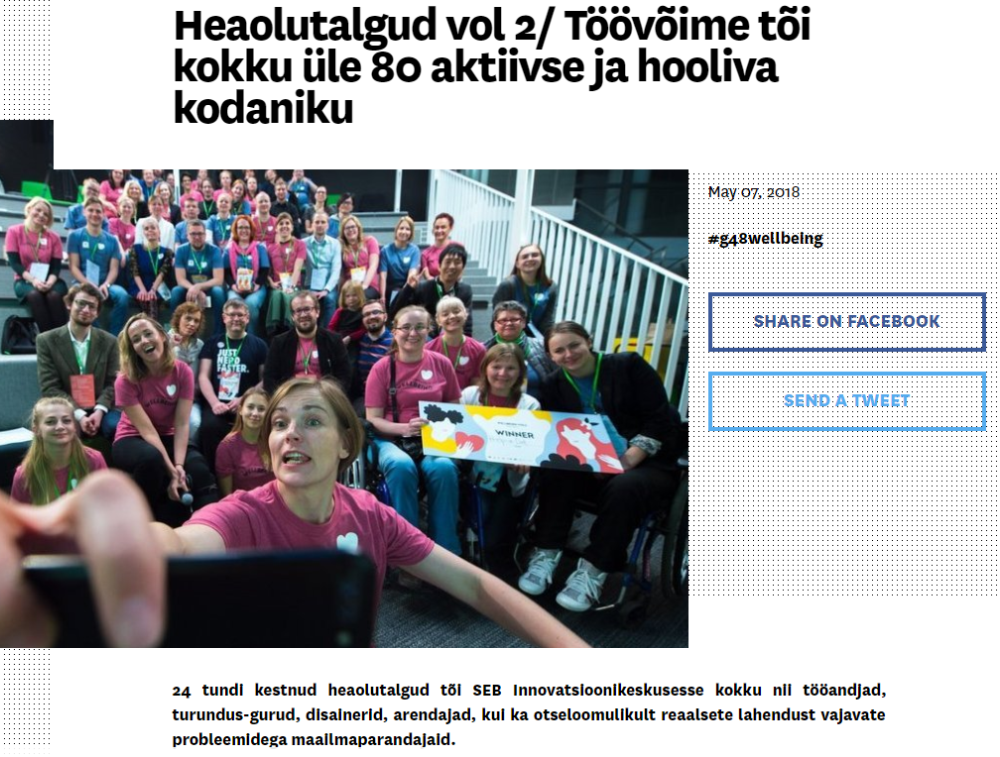 Heaolutalgud vol 2/ Töövõime tõi
kokku üle 80 aktiivse ja hooliva
kodaniku
May 07, 2018
#g48wellbeing
SHARE ON FACEBOOK
SEND A TWEET
JUST
FASTER.
WINNER
24 tundi kestnud heaolutalgud tõi SEB Innovatsioonikeskusesse kokku nii tööandjad,
turundus-gurud, disainerid, arendajad, kui ka otseloomulikult reaalsete lahendust vajavate
probleemidega maailmaparandajaid.